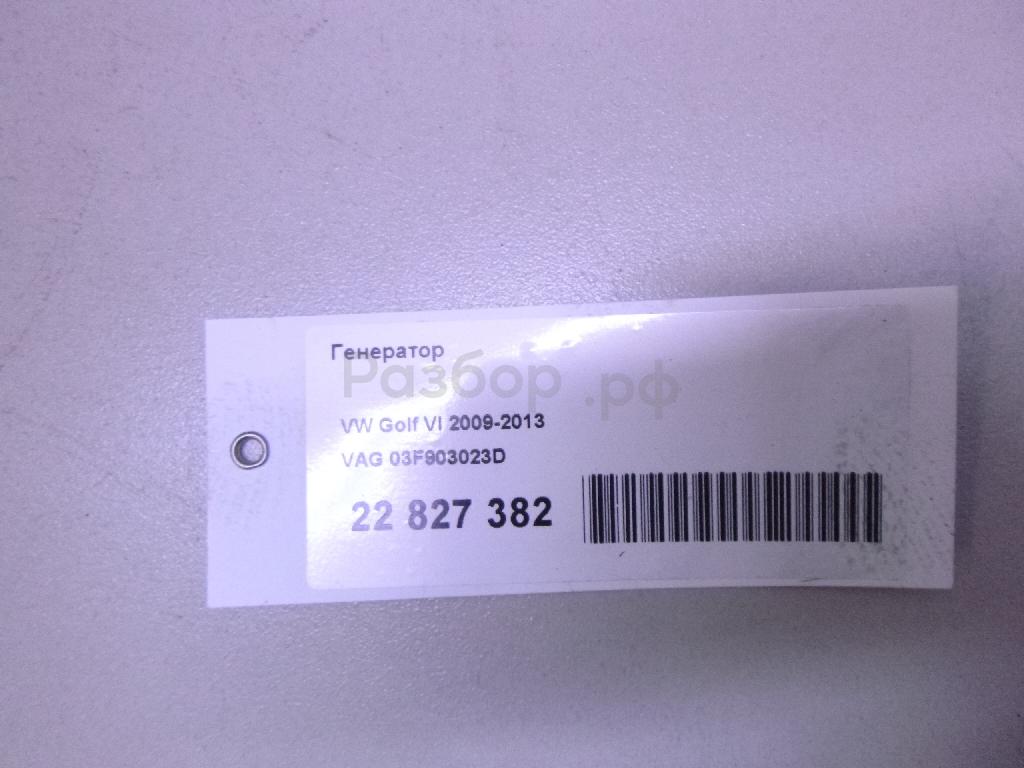 Генератор
Разбор.рф
VW Golf VI 2009-2013
VAG 03F903023D
22 827 382